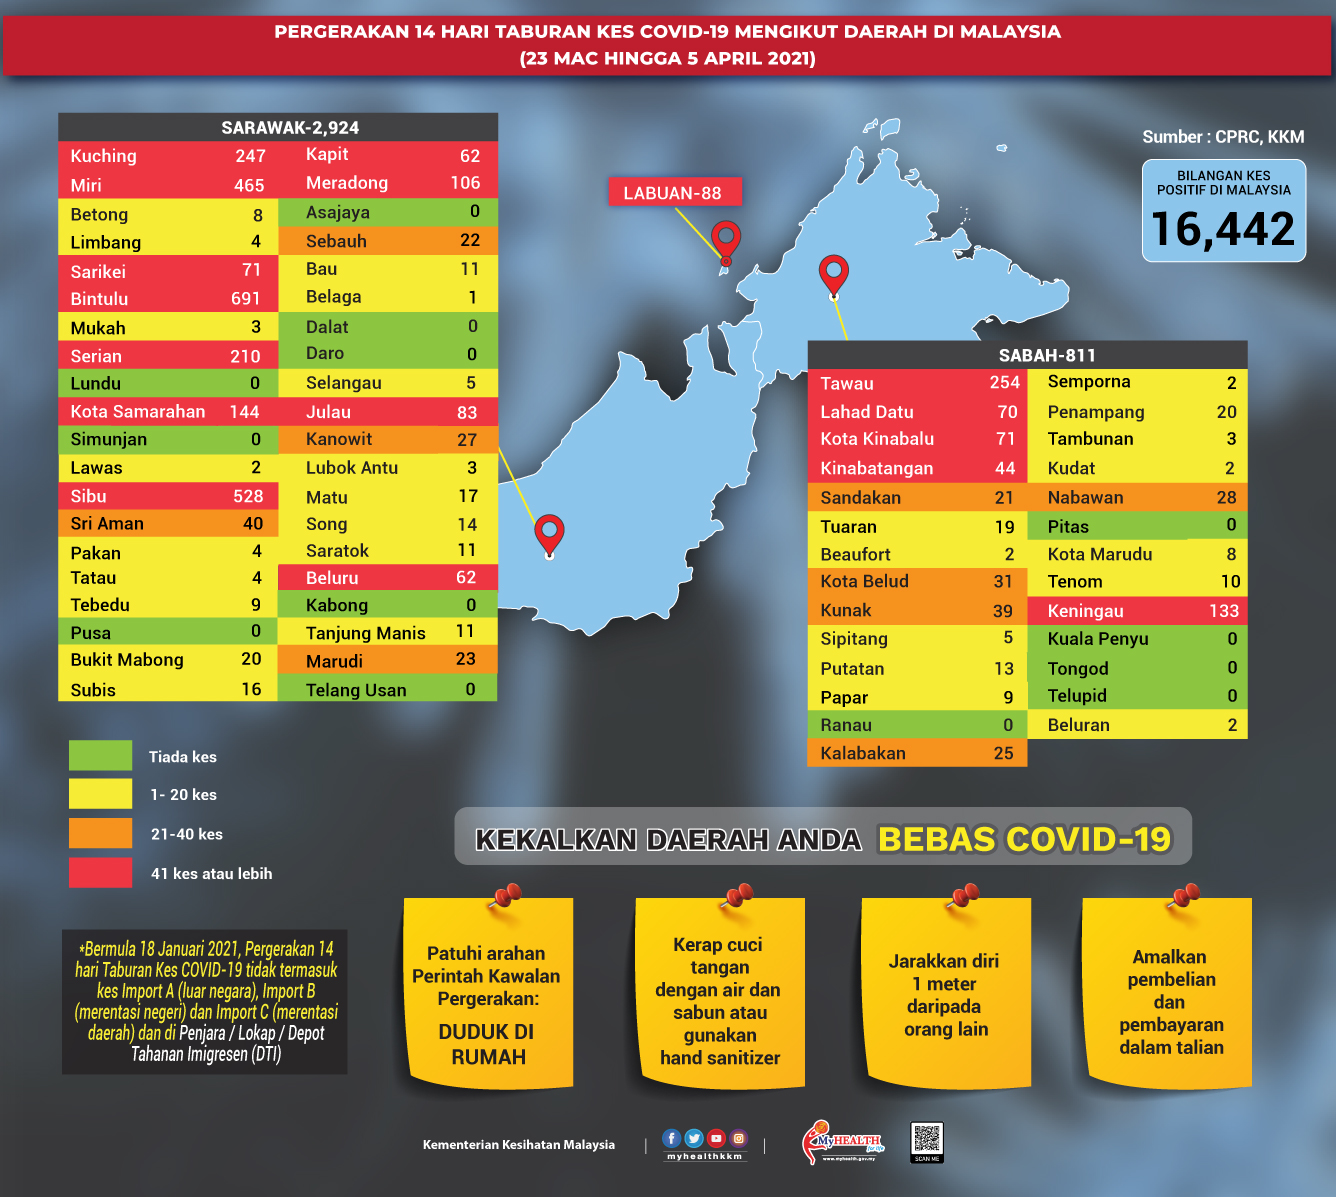 PERGERAKAN 14 HARI TABURAN KES COVID-19 MENGIKUT DAERAH DI MALAYSIA
(23 MAC HINGGA 5 APRIL 2021)
SARAWAK-2,924
Kuching 247 Kapit 62
Miri 465 Meradong 106
Betong 8 Asajaya 0
Limbang 4 Sebauh 22
Sarikei 71 Bau 11
Bintulu 691 Belaga 1
Mukah 3 Dalat 0
Serian 210 Daro 0
Lundu 0 Selangau 5
Kota Samarahan 144 Julau 83
Simunjan 0 Kanowit 27
Lawas 2 Lubok Antu 3
Sibu 528 Matu 17
Sri Aman 40 Song 14
Pakan 4 Saratok 11
Tatau 4 Beluru 62
Tebedu 9 Kabong 0
Pusa 0 Tanjung Manis 11
Bukit Mabong 20 Marudi 23
Subis 16 Telang Usan 0
LABUAN-88
Sumber : CPRC, KKM
BILANGAN KES
POSITIF DI MALAYSIA
16,442
SABAH-811
Tawau 254 Semporna 2
Lahad Datu 70 Penampang 20
Kota Kinabalu 71 Tambunan 3
Kinabatangan 44 Kudat 2
Sandakan 21 Nabawan 28
Tuaran 19 Pitas 0
Beaufort 2 Kota Marudu 8
Kota Belud 31 Tenom 10
Kunak 39 Keningau 133
Sipitang 5 Kuala Penyu 0
Putatan 13 Tongod 0
Papar 9 Telupid 0
Ranau 0 Beluran 2
Kalabakan 25
Tiada kes
1- 20 kes
21-40 kes
41 kes atau lebih
*Bermula 18 Januari 2021, Pergerakan 14
hari Taburan Kes COVID-19 tidak termasuk
kes Import A (luar negara), Import B
(merentasi negeri) dan Import C (merentasi
daerah) dan di Penjara / Lokap / Depot
Tahanan Imigresen (DTI)
KEKALKAN DAERAH ANDA BEBAS COVID-19
Patuhi arahan
Perintah Kawalan
Pergerakan:
DUDUK DI
RUMAH
Kerap cuci
tangan
dengan air dan
sabun atau
gunakan
hand sanitizer
Jarakkan diri
1 meter
daripada
orang lain
Amalkan
pembelian
dan
pembayaran
dalam talian
Kementerian Kesihatan Malaysia
myhealthkkm
MyHEALTH
for life
www.myhealth.gov.my
SCAN ME